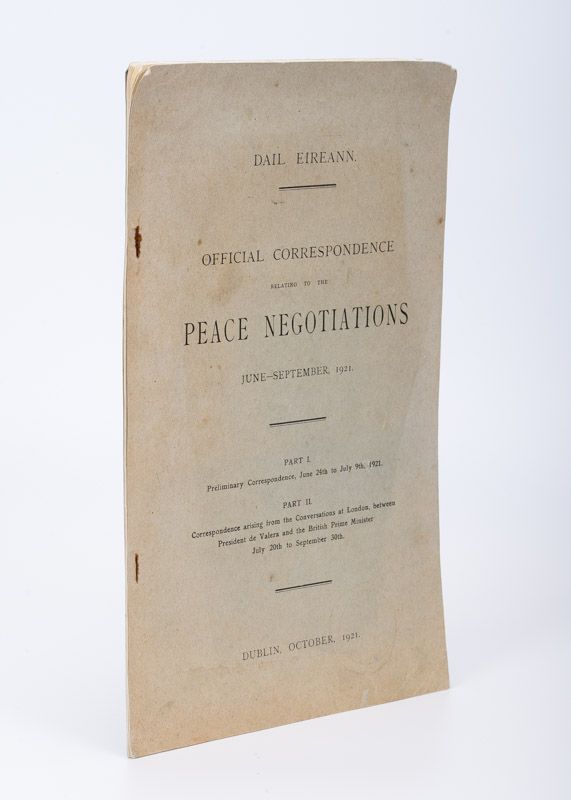 DAIL EIREANN.
OFFICIAL CORRESPONDENCE
RELATING TO THE
PEACE NEGOTIATIONS
JUNE—SEPTEMBER, 1921.
PART I.
Preliminary Correspondence, June 24th to July 9th, 1921.
PART II.
Correspondence arising from the Conversations at London, between
President de Valera and the British Prime Minister
July 20th to September 30th.
DUBLIN, OCTOBER, 1921.